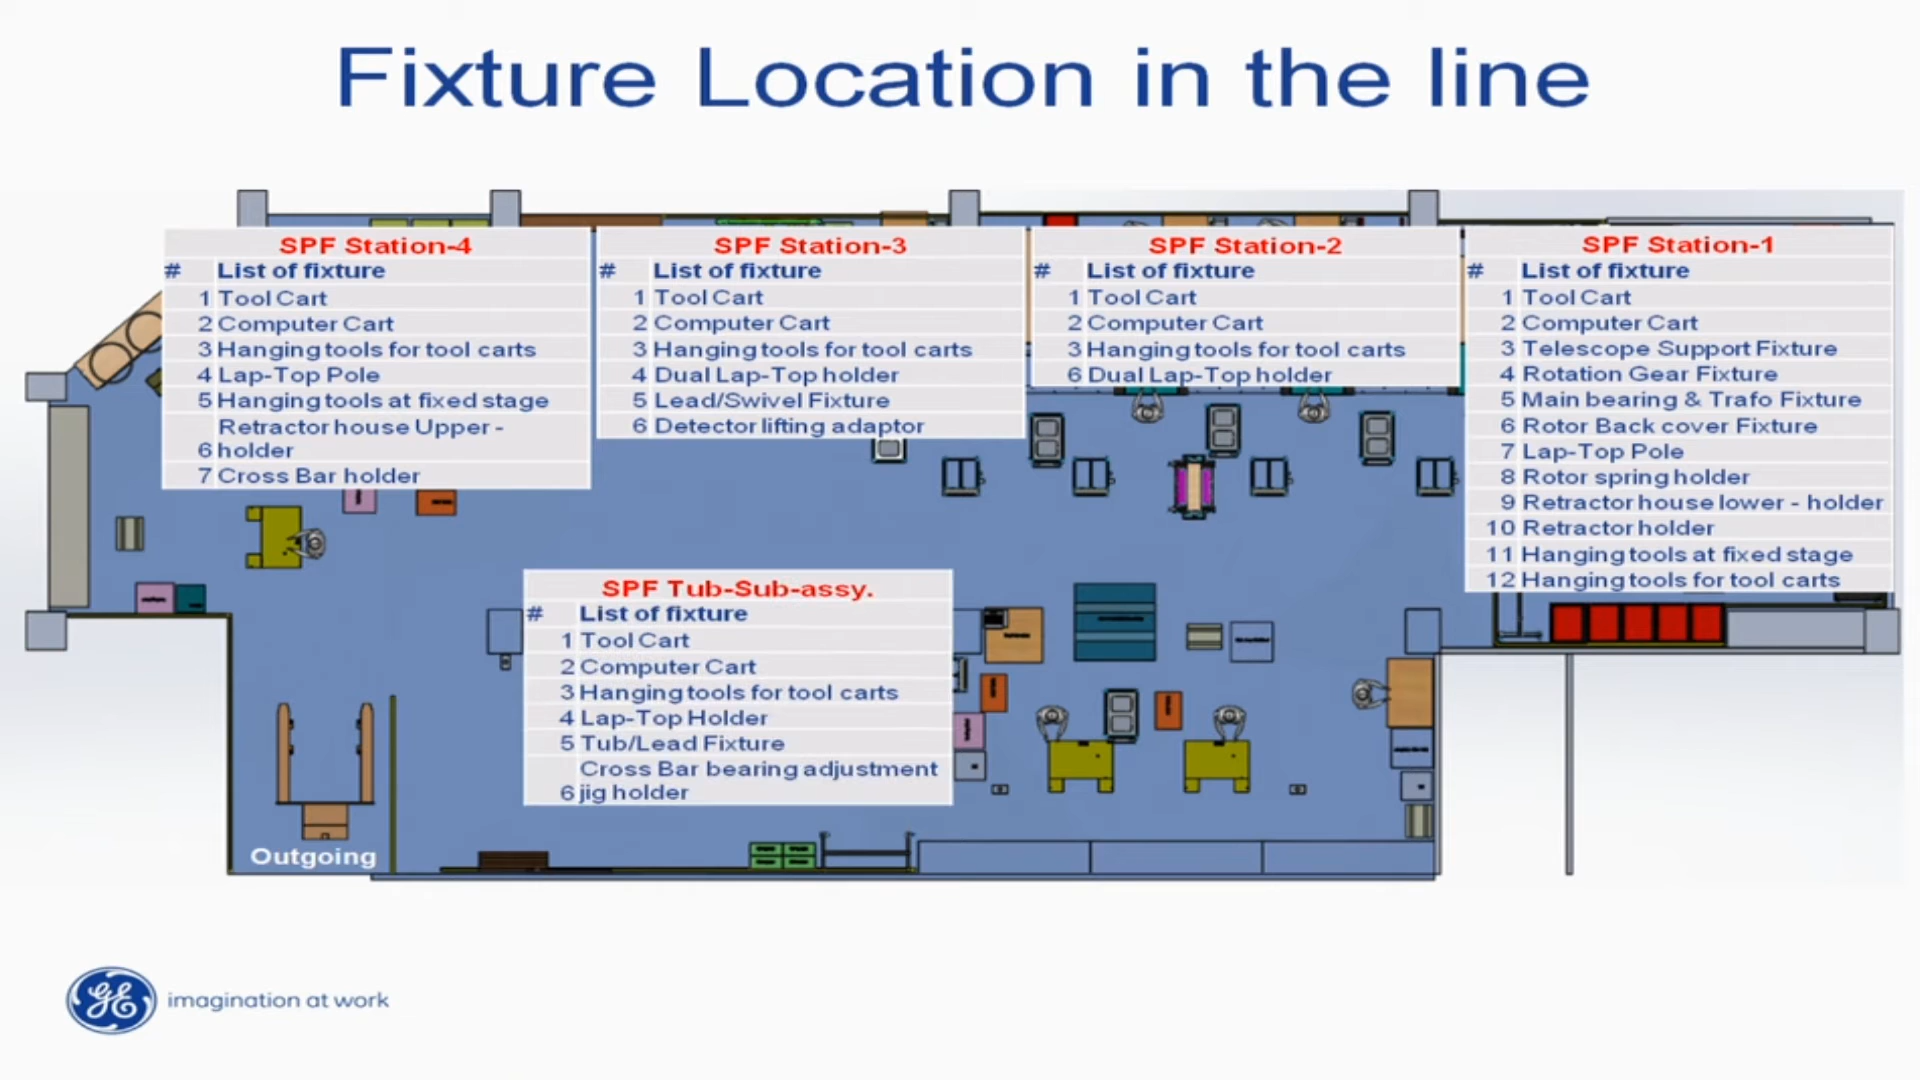 Fixture Location in the line
SPF Station-4
# List of fixture
1 Tool Cart
2 Computer Cart
3 Hanging tools for tool carts
4 Lap-Top Pole
5 Hanging tools at fixed stage
Retractor house Upper -
6 holder
7 Cross Bar holder
SPF Station-3
# List of fixture
1 Tool Cart
2 Computer Cart
3 Hanging tools for tool carts
4 Dual Lap-Top holder
5 Lead/Swivel Fixture
6 Detector lifting adaptor
SPF Station-2
# List of fixture
1 Tool Cart
2 Computer Cart
3 Hanging tools for tool carts
6 Dual Lap-Top holder
SPF Station-1
# List of fixture
1 Tool Cart
2 Computer Cart
3 Telescope Support Fixture
4 Rotation Gear Fixture
5 Main bearing & Trafo Fixture
6 Rotor Back cover Fixture
7 Lap-Top Pole
8 Rotor spring holder
9 Retractor house lower - holder
10 Retractor holder
11 Hanging tools at fixed stage
12 Hanging tools for tool carts
SPF Tub-Sub-assy.
# List of fixture
1 Tool Cart
2 Computer Cart
3 Hanging tools for tool carts
4 Lap-Top Holder
5 Tub/Lead Fixture
Cross Bar bearing adjustment
6 jig holder
Outgoing
GE imagination at work